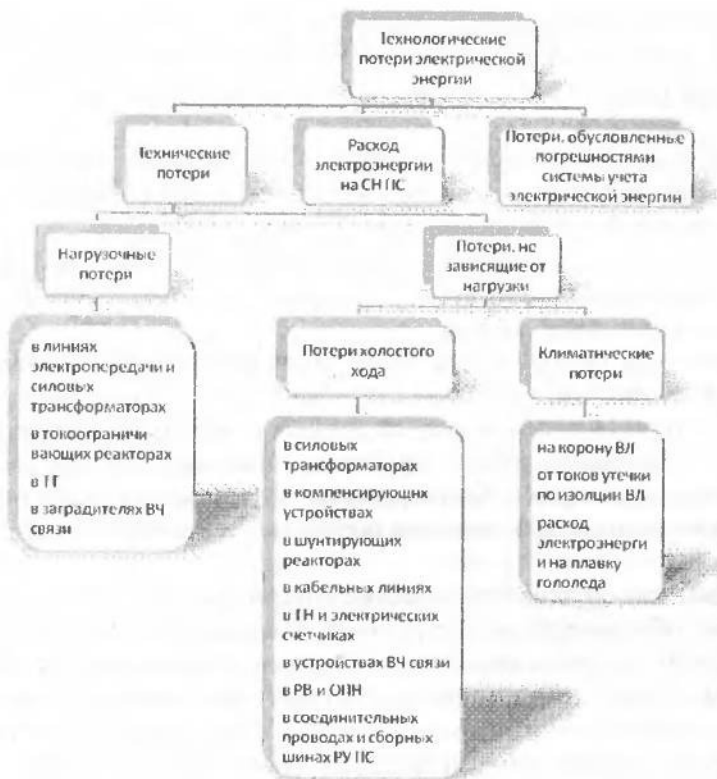 Технологические
потери электрической
энергии
Технические
потери
Расход
электроэнергии
на СН ПС
Потери, обусловленные
погрешностями
системы учета
электрической энергии
Нагрузочные
потери
Потери, не
зависящие от
нагрузки
в линиях
электропередачи и
силовых
трансформаторах
в токоограничи
вающих реакторах
в ТТ
в заградителях ВЧ
связи
Потери холостого
хода
Климатические
потери
в силовых
трансформаторах
в компенсирующих
устройствах
в шунтирующих
реакторах
в кабельных линиях
в ТН и электрических
счетчиках
в устройствах ВЧ связи
в РВ и ОПН
в соединительных
проводах и сборных
шинах РУ ПС
на корону ВЛ
от токов утечки
по изолции ВЛ
расход
электроэнерги
и на плавку
гололеда